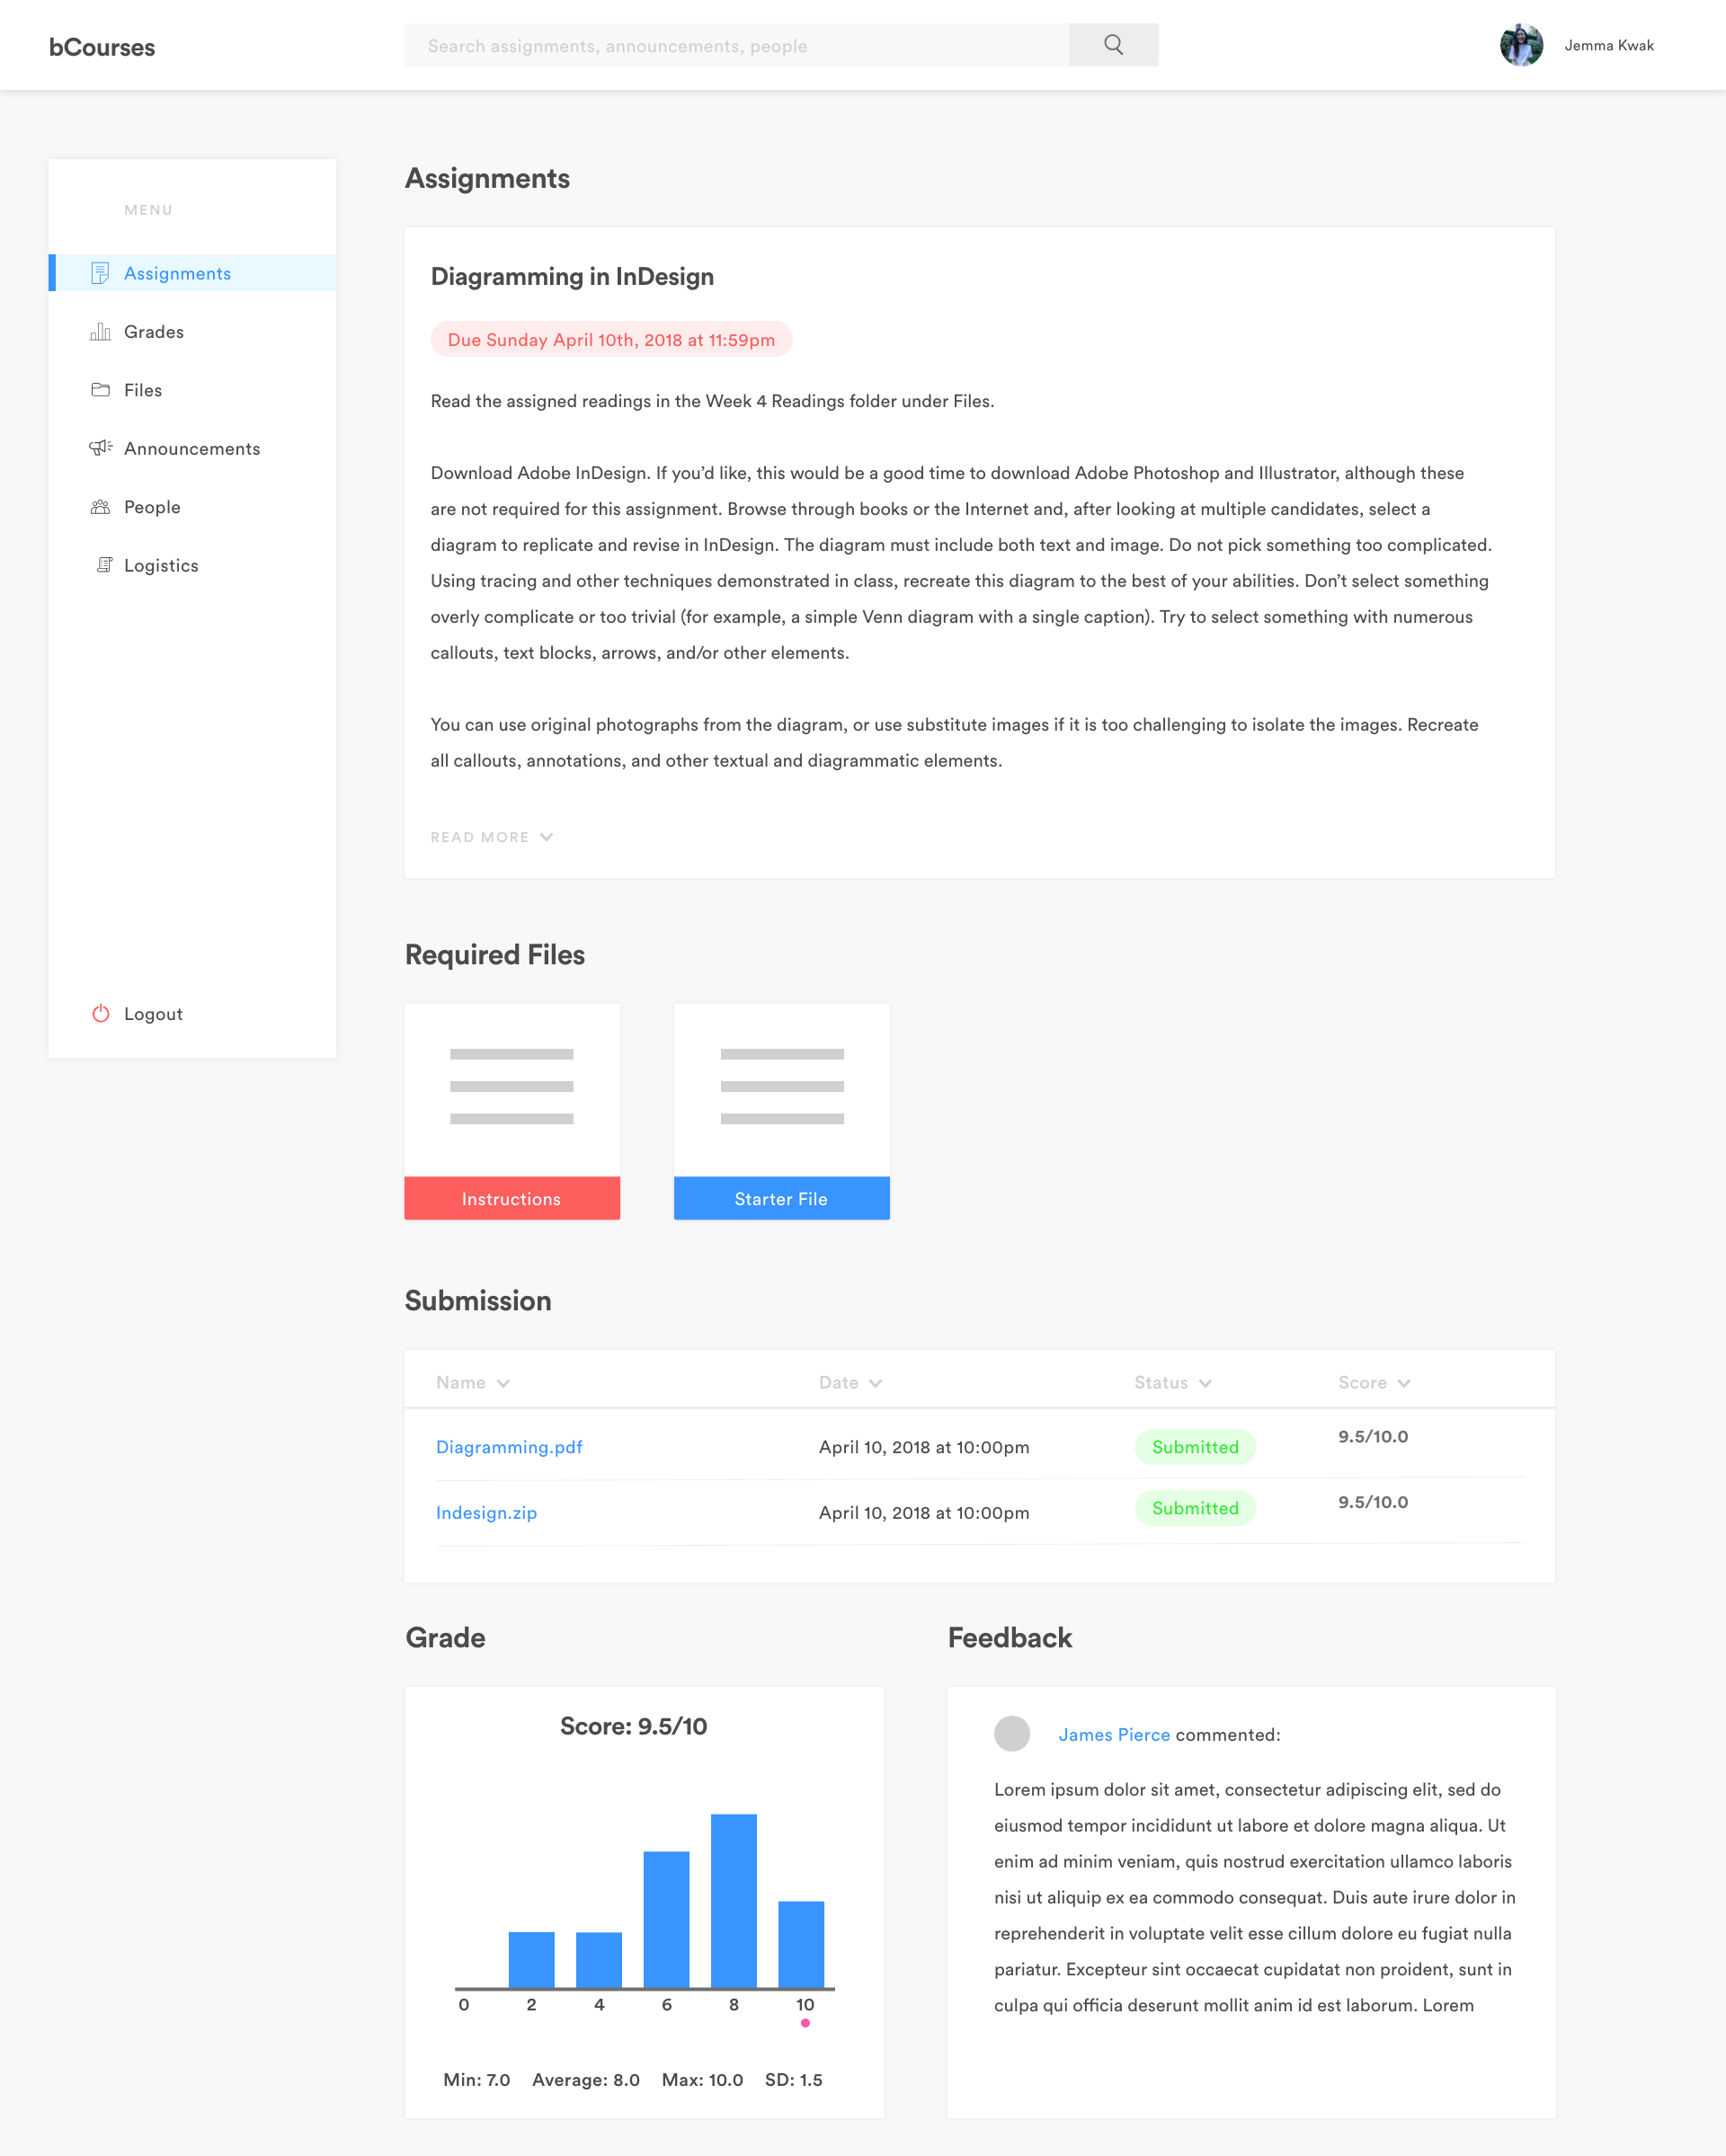 bCourses
Search assignments, announcements, people
Jemma Kwak
MENU
Assignments
Grades
Files
Announcements
People
Logistics
Logout
Assignments
Diagramming in InDesign
Due Sunday April 10th, 2018 at 11:59pm
Read the assigned readings in the Week 4 Readings folder under Files.
Download Adobe InDesign. If you’d like, this would be a good time to download Adobe Photoshop and Illustrator, although these
are not required for this assignment. Browse through books or the Internet and, after looking at multiple candidates, select a
diagram to replicate and revise in InDesign. The diagram must include both text and image. Do not pick something too complicated.
Using tracing and other techniques demonstrated in class, recreate this diagram to the best of your abilities. Don’t select something
overly complicate or too trivial (for example, a simple Venn diagram with a single caption). Try to select something with numerous
callouts, text blocks, arrows, and/or other elements.
You can use original photographs from the diagram, or use substitute images if it is too challenging to isolate the images. Recreate
all callouts, annotations, and other textual and diagrammatic elements.
READ MORE
Required Files
Instructions
Starter File
Submission
Name Date Status Score
Diagramming.pdf April 10, 2018 at 10:00pm Submitted 9.5/10.0
Indesign.zip April 10, 2018 at 10:00pm Submitted 9.5/10.0
Grade
Score: 9.5/10
0 2 4 6 8 10
Min: 7.0 Average: 8.0 Max: 10.0 SD: 1.5
Feedback
James Pierce commented:
Lorem ipsum dolor sit amet, consectetur adipiscing elit, sed do
eiusmod tempor incididunt ut labore et dolore magna aliqua. Ut
enim ad minim veniam, quis nostrud exercitation ullamco laboris
nisi ut aliquip ex ea commodo consequat. Duis aute irure dolor in
reprehenderit in voluptate velit esse cillum dolore eu fugiat nulla
pariatur. Excepteur sint occaecat cupidatat non proident, sunt in
culpa qui officia deserunt mollit anim id est laborum. Lorem